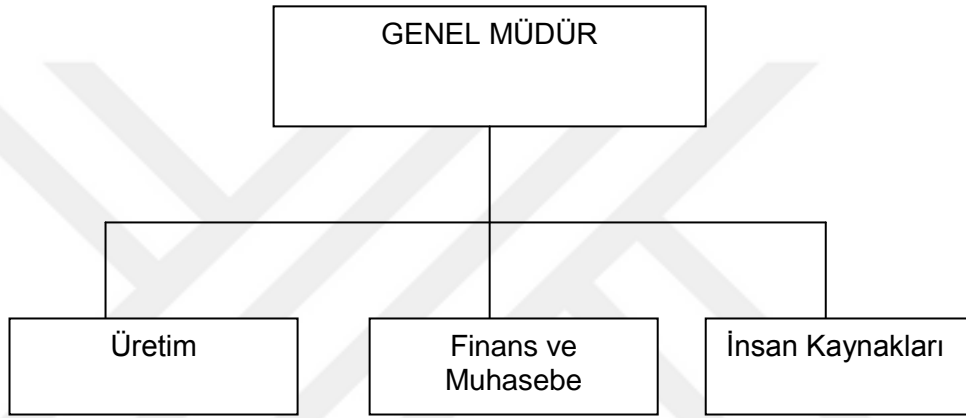 GENEL MÜDÜR
Üretim
Finans ve
Muhasebe
İnsan Kaynakları